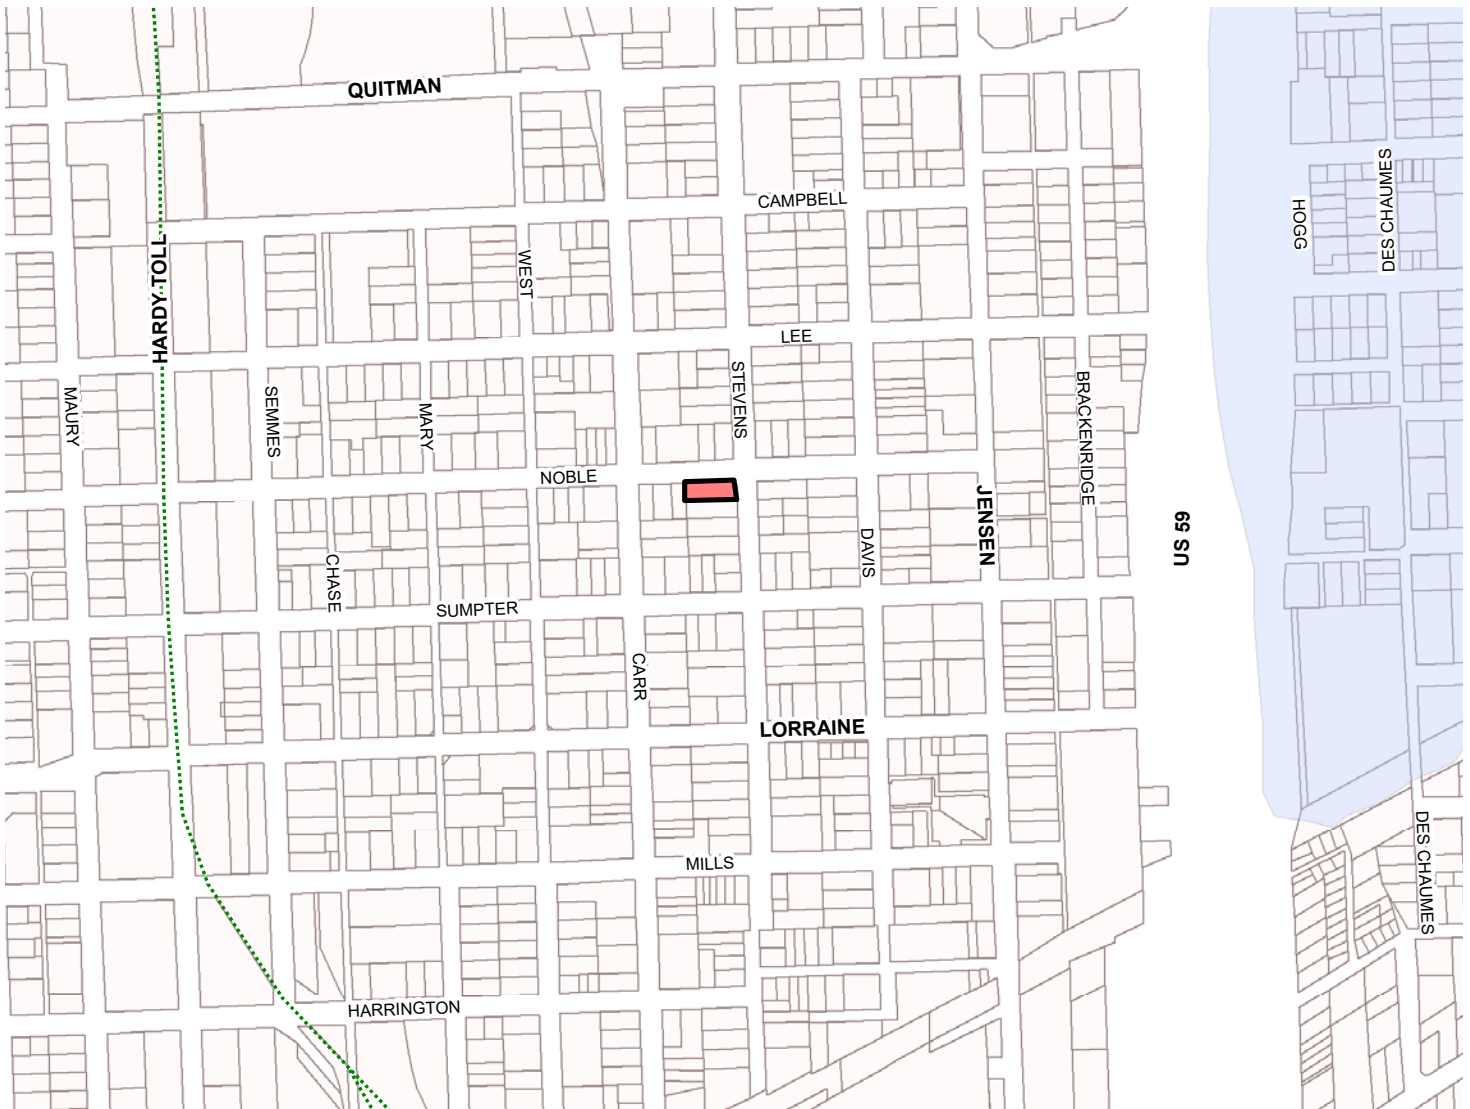 QUITMAN
CAMPBELL
HOGG
DES CHAUMES
HARDY TOLL
WEST
LEE
MAURY
SEMMES
MARY
STEVENS
BRACKENRIDGE
NOBLE
JENSEN
US 59
CHASE
DAVIS
SUMPTER
CARR
LORRAINE
MILLS
DES CHAUMES
HARRINGTON